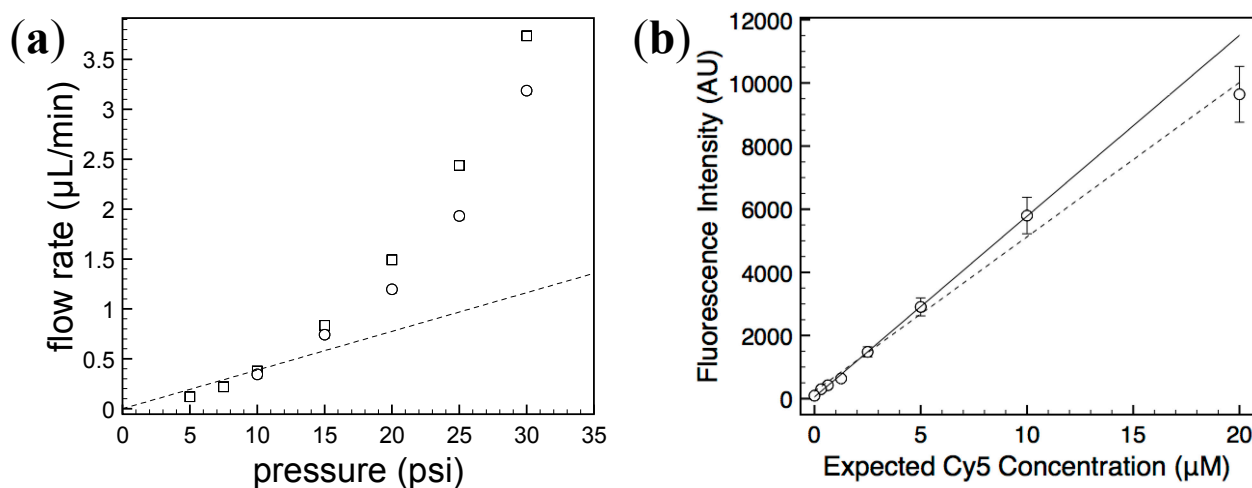 (a)
flow rate (µL/min)
3.5
3
2.5
2
1.5
1
0.5
0
0 5 10 15 20 25 30 35
pressure (psi)
(b)
Fluorescence Intensity (AU)
12000
10000
8000
6000
4000
2000
0
0 5 10 15 20
Expected Cy5 Concentration (µM)